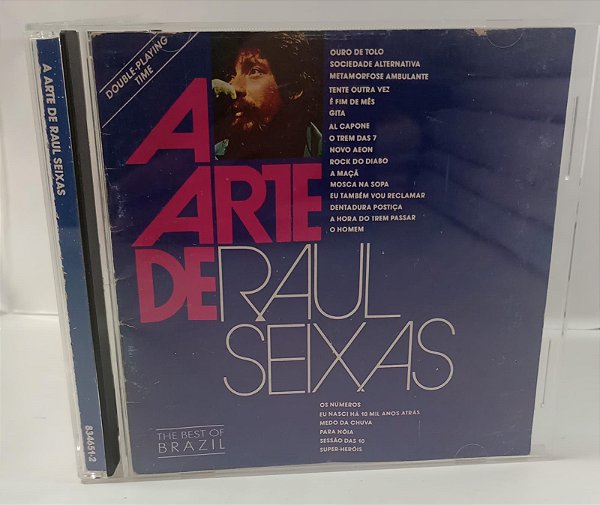 A ARTE DE RAUL SEIXAS
834651-2
DOUBLE-PLAYING
TIME
A
ARTE
DE RAUL
SEIXAS
OURO DE TOLO
SOCIEDADE ALTERNATIVA
METAMORFOSE AMBULANTE
TENTE OUTRA VEZ
É FIM DE MÊS
GITA
AL CAPONE
O TREM DAS 7
NOVO AEON
ROCK DO DIABO
A MAÇÃ
MOSCA NA SOPA
EU TAMBÉM VOU RECLAMAR
DENTADURA POSTIÇA
A HORA DO TREM PASSAR
O HOMEM
OS NÚMEROS
EU NASCI HÁ 10 MIL ANOS ATRÁS
MEDO DA CHUVA
PARA NÓIA
SESSÃO DAS 10
SUPER-HERÓIS
THE BEST OF
BRAZIL